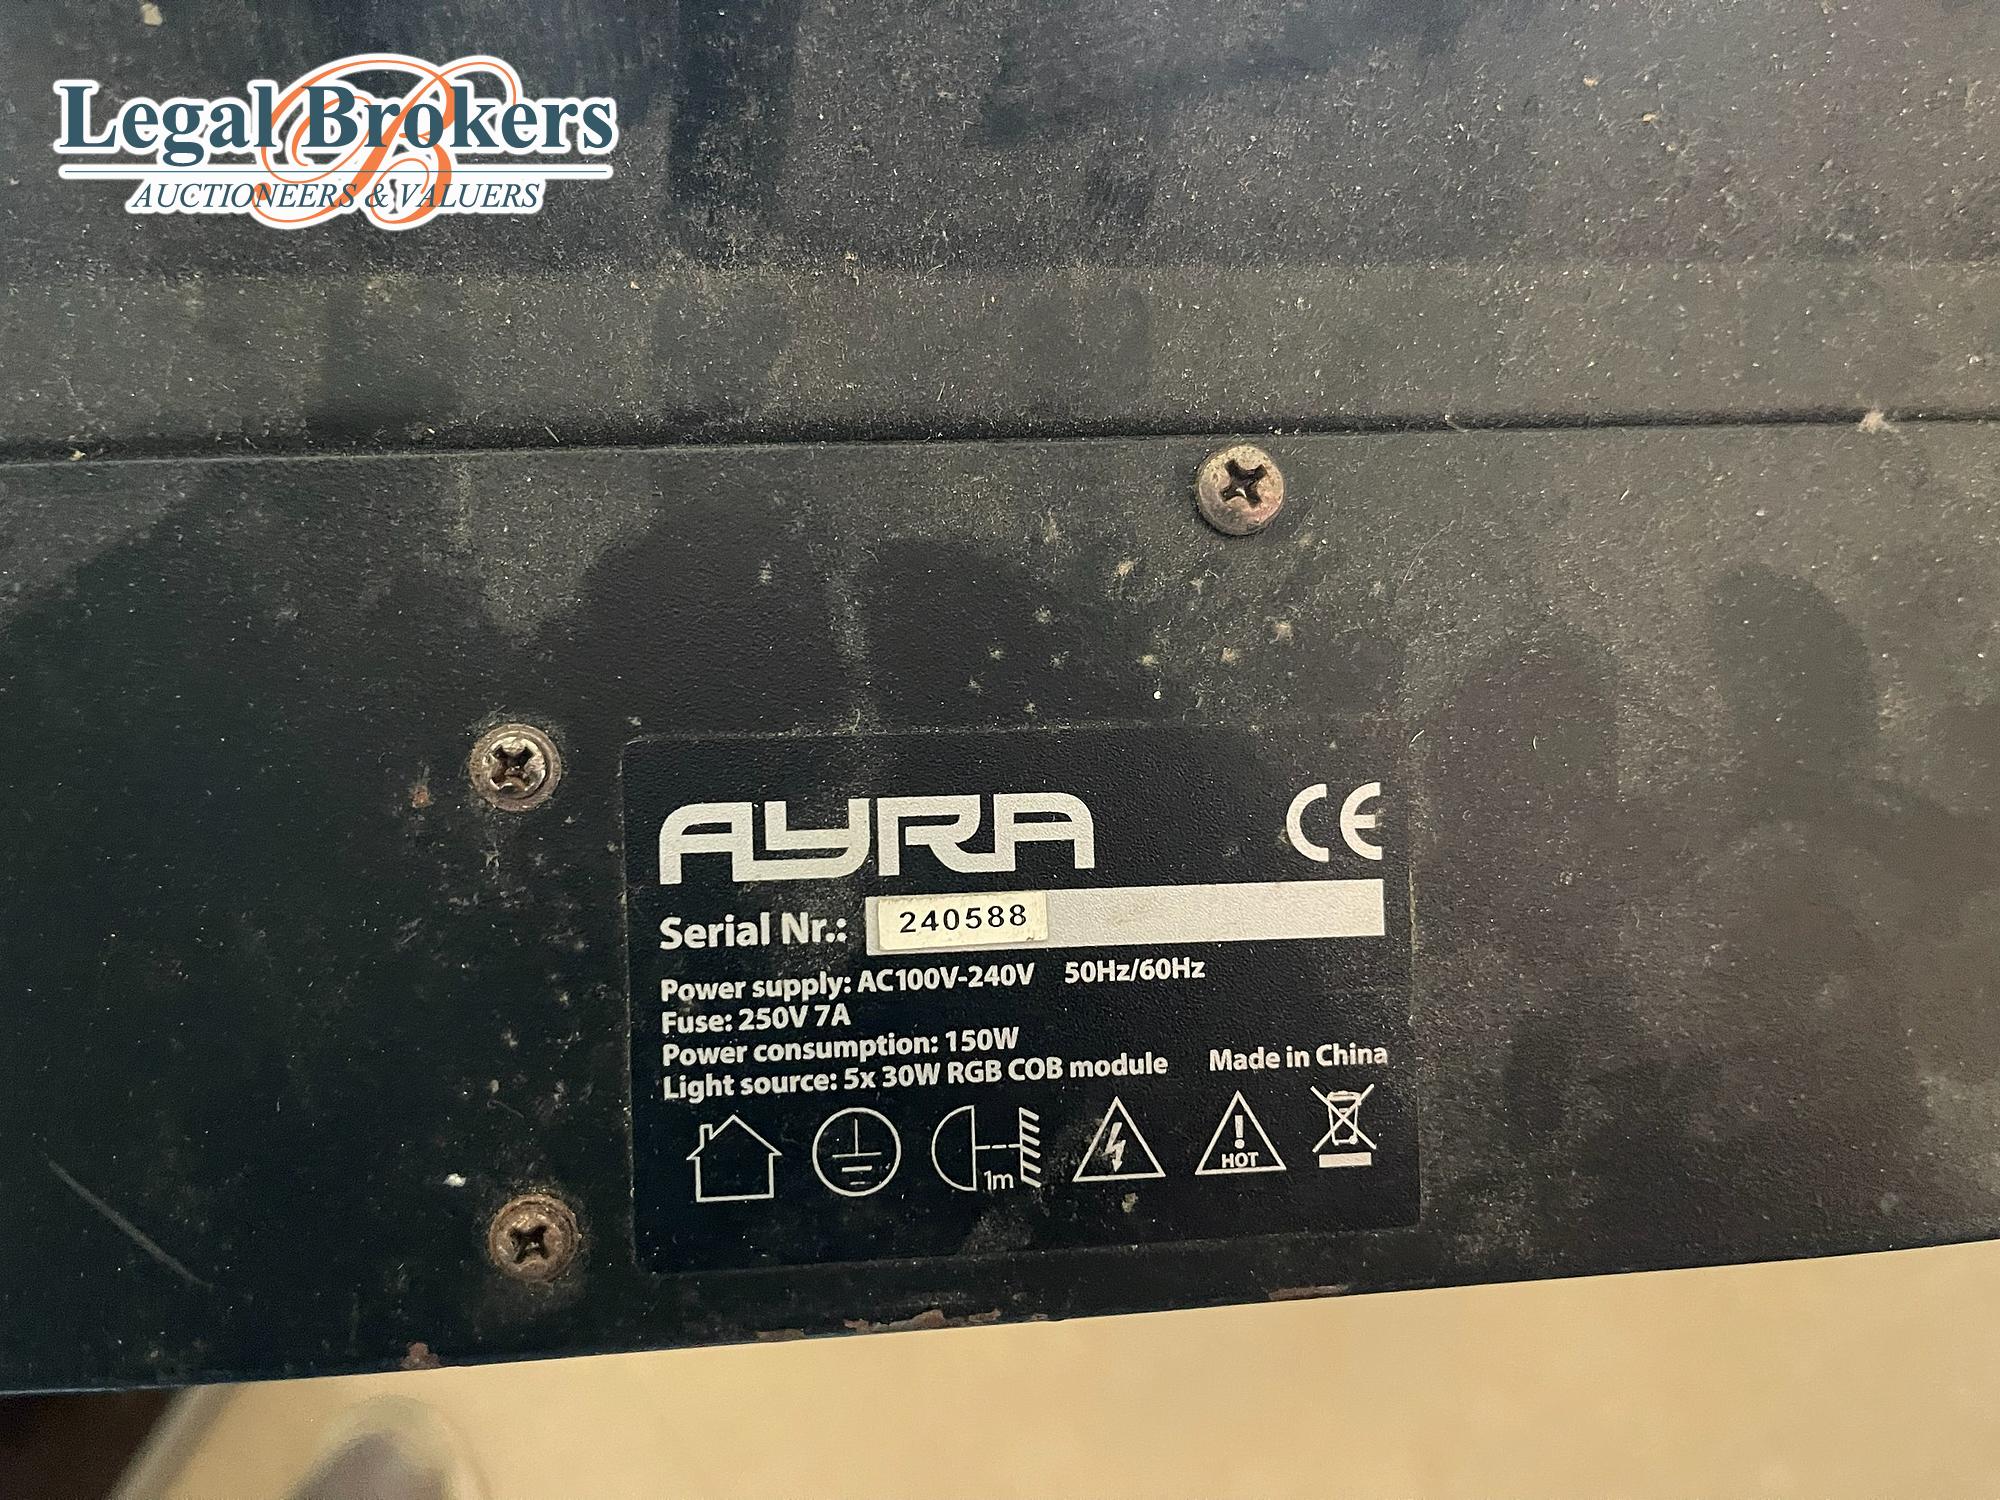 Legal Brokers
AUCTIONEERS & VALUERS
AYRA CE
Serial Nr.: 240588
Power supply: AC100V-240V 50Hz/60Hz
Fuse: 250V 7A
Power consumption: 150W
Light source: 5x 30W RGB COB module Made in China
1m
HOT